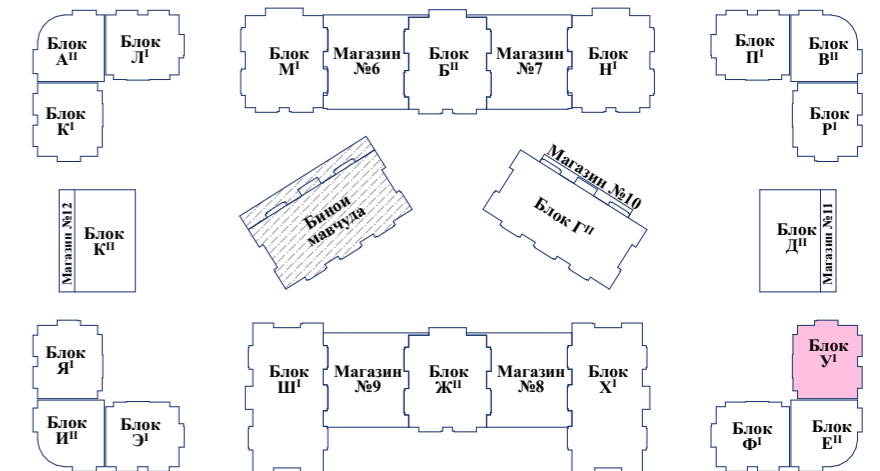 Блок
Аᴵᴵ
Блок
Лᴵ
Блок
Мᴵ
Магазин
№6
Блок
Бᴵᴵ
Магазин
№7
Блок
Нᴵ
Блок
Пᴵ
Блок
Вᴵᴵ
Блок
Кᴵ
Блок
Рᴵ
Магазин №12
Блок
Кᴵᴵ
Бинои
мавчуда
Магазин №10
Блок Гᴵᴵ
Блок
Дᴵᴵ
Магазин №11
Блок
Яᴵ
Блок
Шᴵ
Магазин
№9
Блок
Жᴵᴵ
Магазин
№8
Блок
Хᴵ
Блок
Уᴵ
Блок
Иᴵᴵ
Блок
Эᴵ
Блок
Фᴵ
Блок
Еᴵᴵ